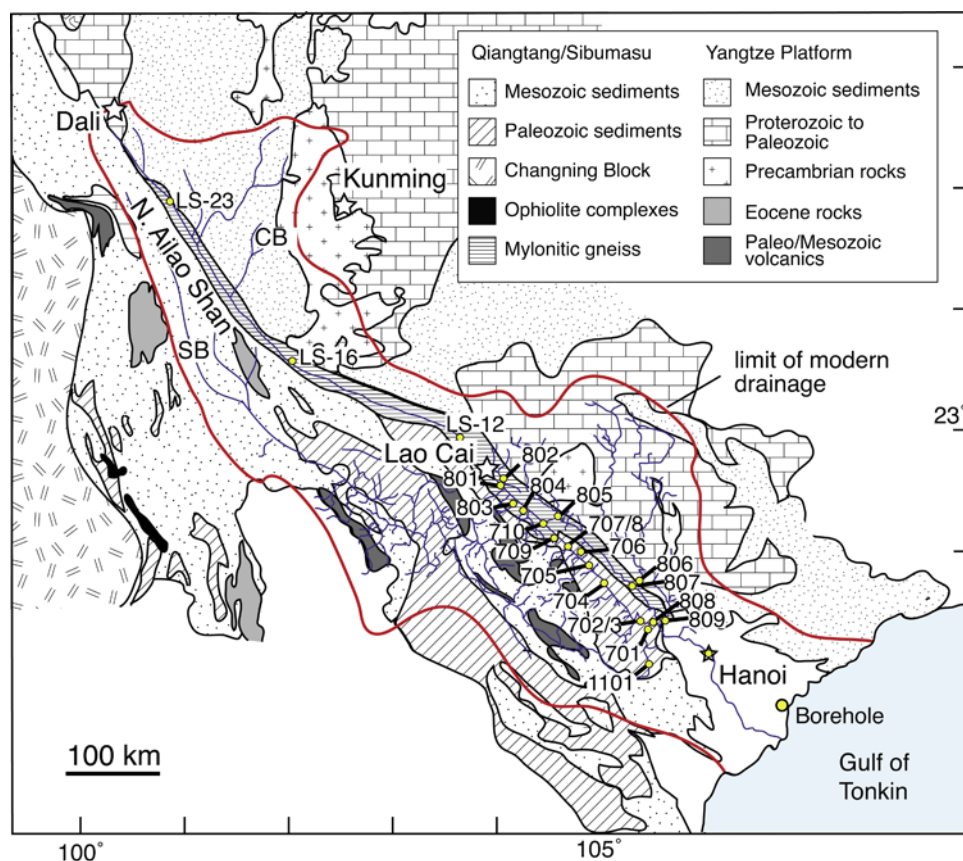 Qiangtang/Sibumasu
Mesozoic sediments
Paleozoic sediments
Changning Block
Ophiolite complexes
Mylonitic gneiss
Yangtze Platform
Mesozoic sediments
Proterozoic to
Paleozoic
Precambrian rocks
Eocene rocks
Paleo/Mesozoic
volcanics
Dali
Kunming
LS-23
CB
N. Ailao Shan
SB
LS-16
limit of modern
drainage
23°
LS-12
Lao Cai
802
801
804
803
805
710
707/8
709
706
705
806
704
807
808
702/3
809
701
1101
Hanoi
Borehole
100 km
Gulf of
Tonkin
100°
105°